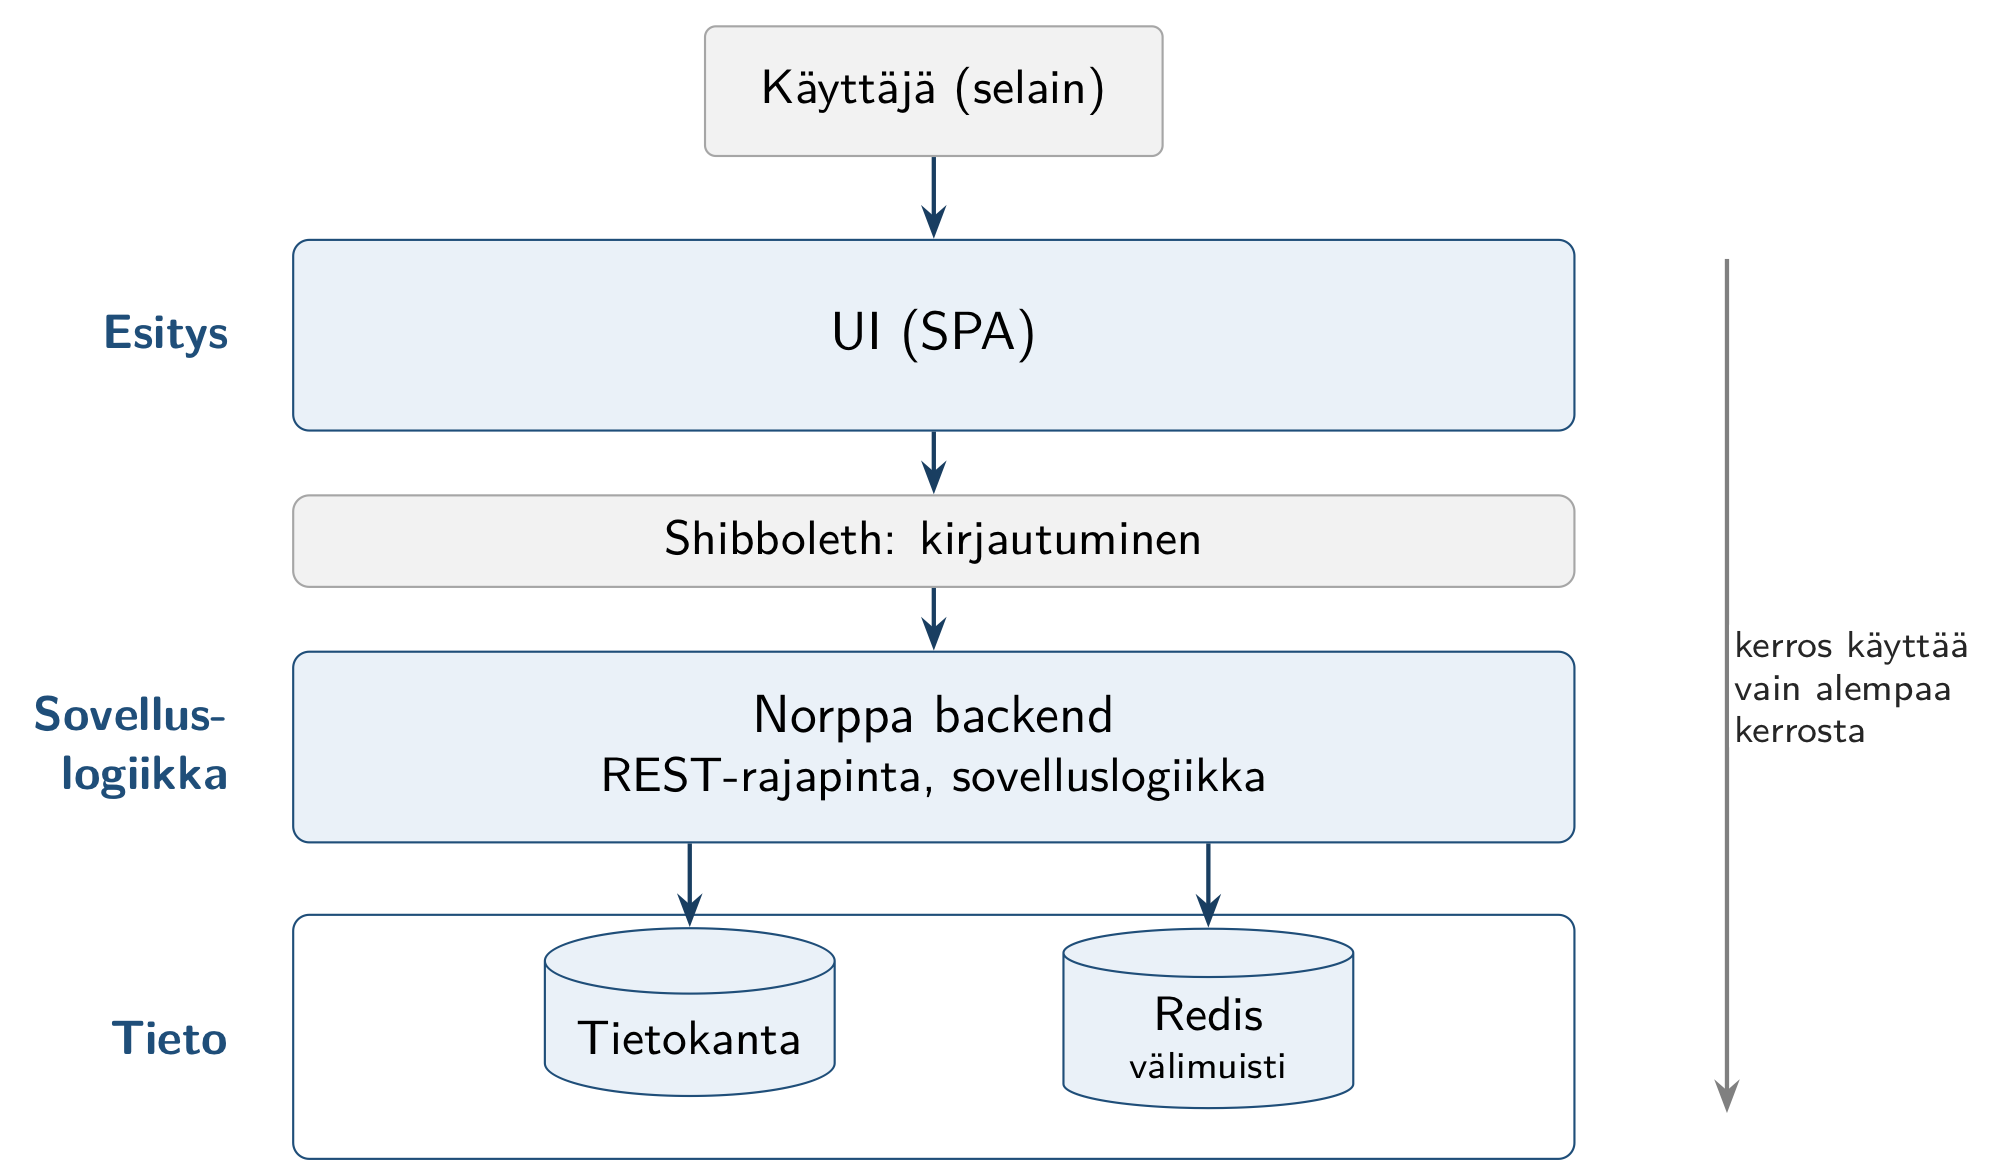 Käyttäjä (selain)
Esitys
UI (SPA)
Shibboleth: kirjautuminen
Sovellus-
logiikka
Norppa backend
REST-rajapinta, sovelluslogiikka
kerros käyttää
vain alempaa
kerrosta
Tieto
Tietokanta
Redis
välimuisti